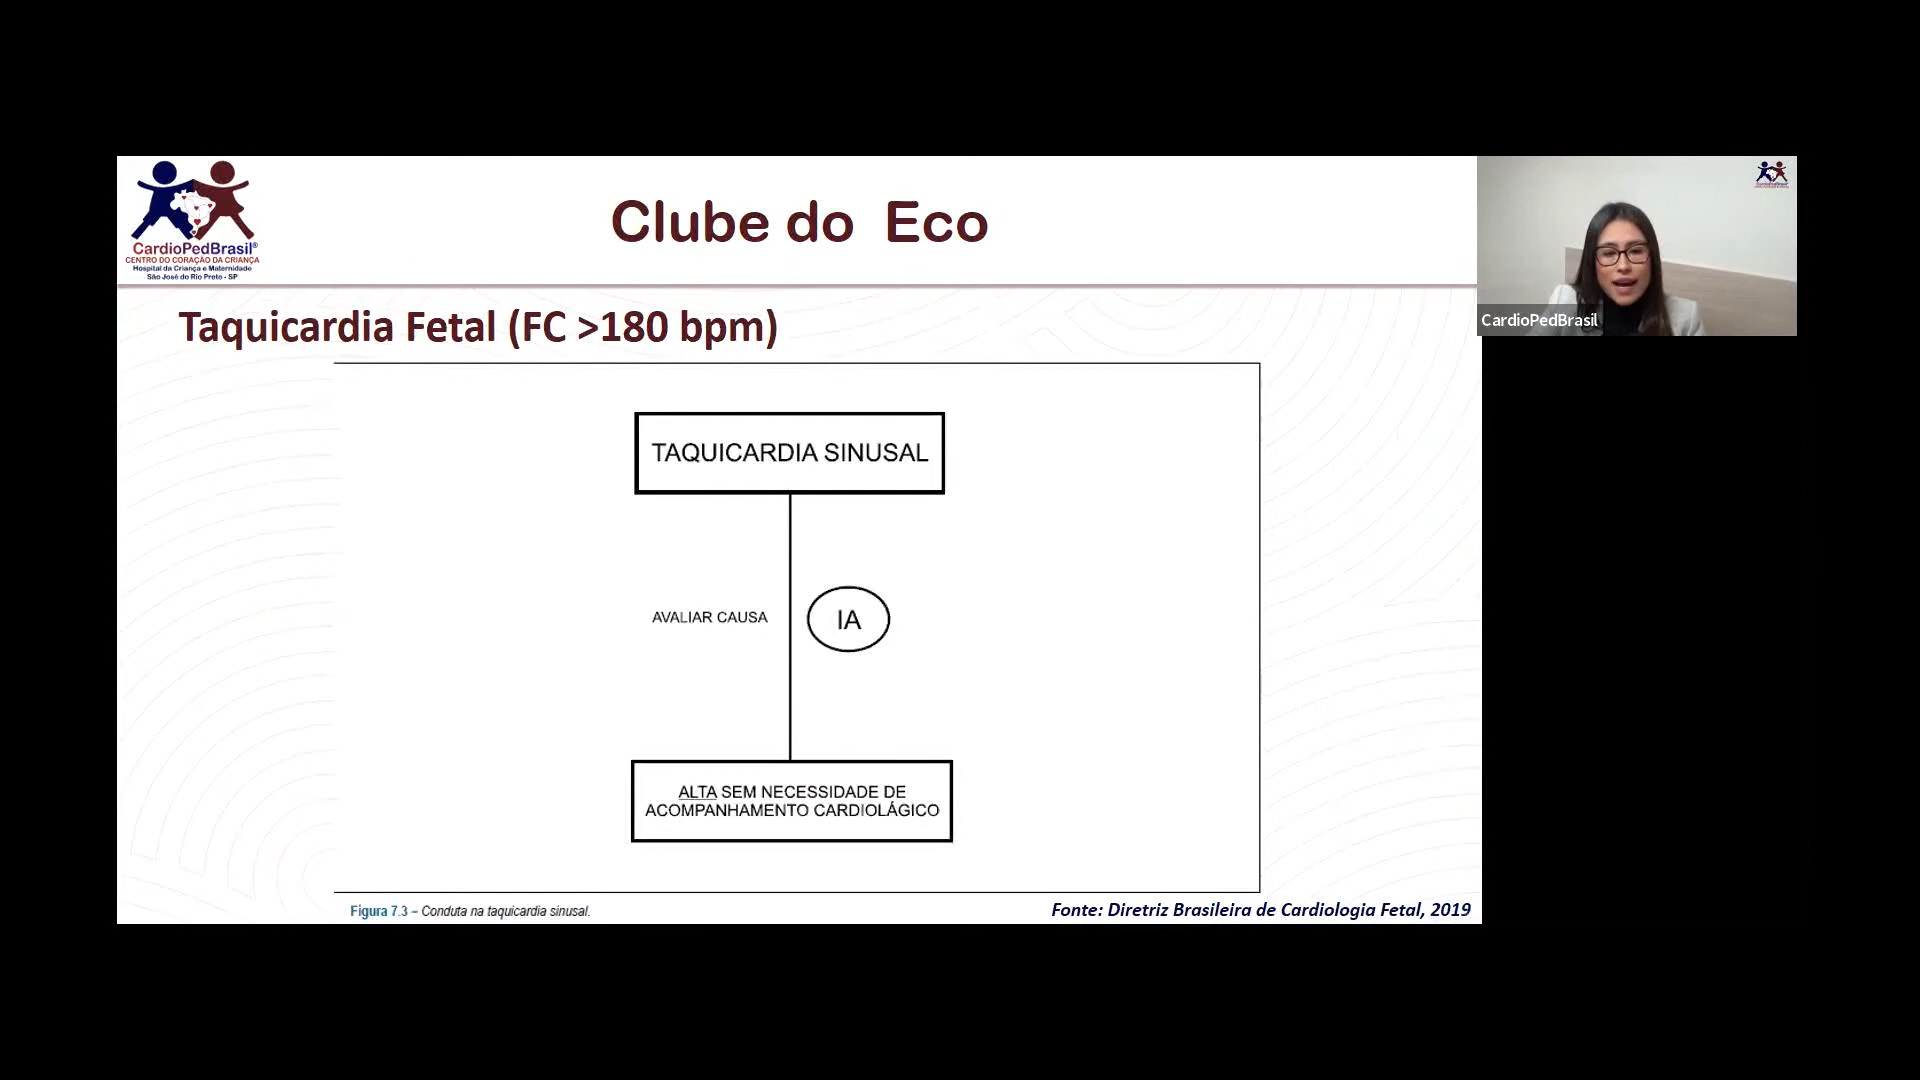 Clube do Eco
CardioPedBrasil®
CENTRO DO CORAÇÃO DA CRIANÇA
Hospital da Criança e Maternidade
São José do Rio Preto - SP
CardioPedBrasil
Taquicardia Fetal (FC >180 bpm)
TAQUICARDIA SINUSAL
AVALIAR CAUSA
IA
ALTA SEM NECESSIDADE DE
ACOMPANHAMENTO CARDIOLÁGICO
Figura 7.3 – Conduta na taquicardia sinusal.
Fonte: Diretriz Brasileira de Cardiologia Fetal, 2019